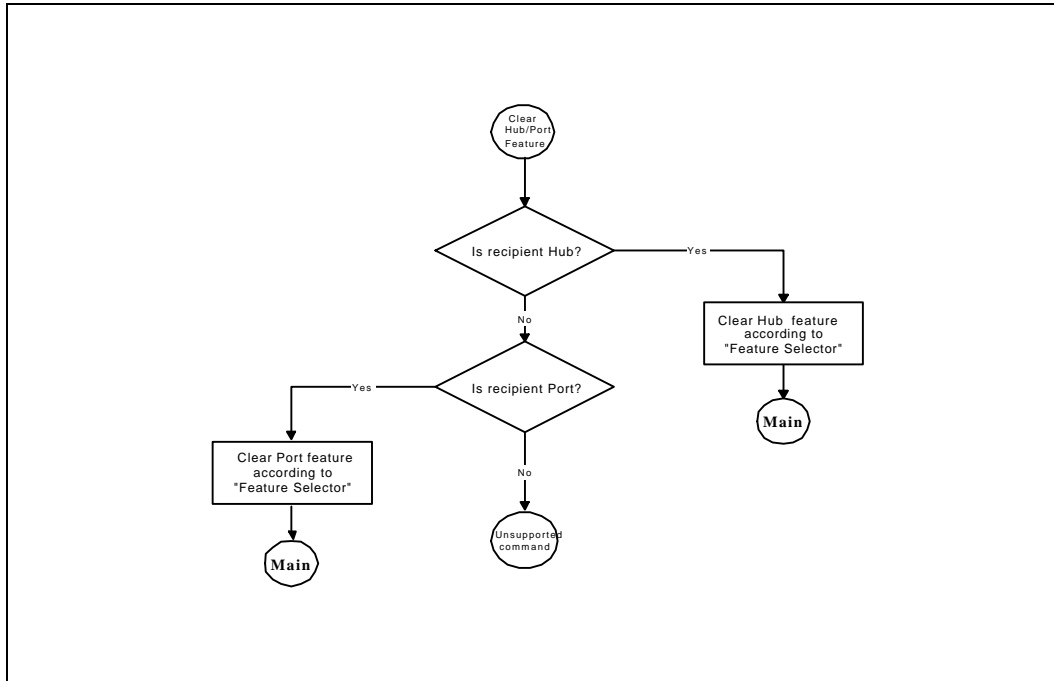 Clear
Hub/Port
Feature
Is recipient Hub?
Yes
No
Clear Hub feature
according to
"Feature Selector"
Is recipient Port?
Yes
Main
Clear Port feature
according to
"Feature Selector"
No
Unsupported
command
Main